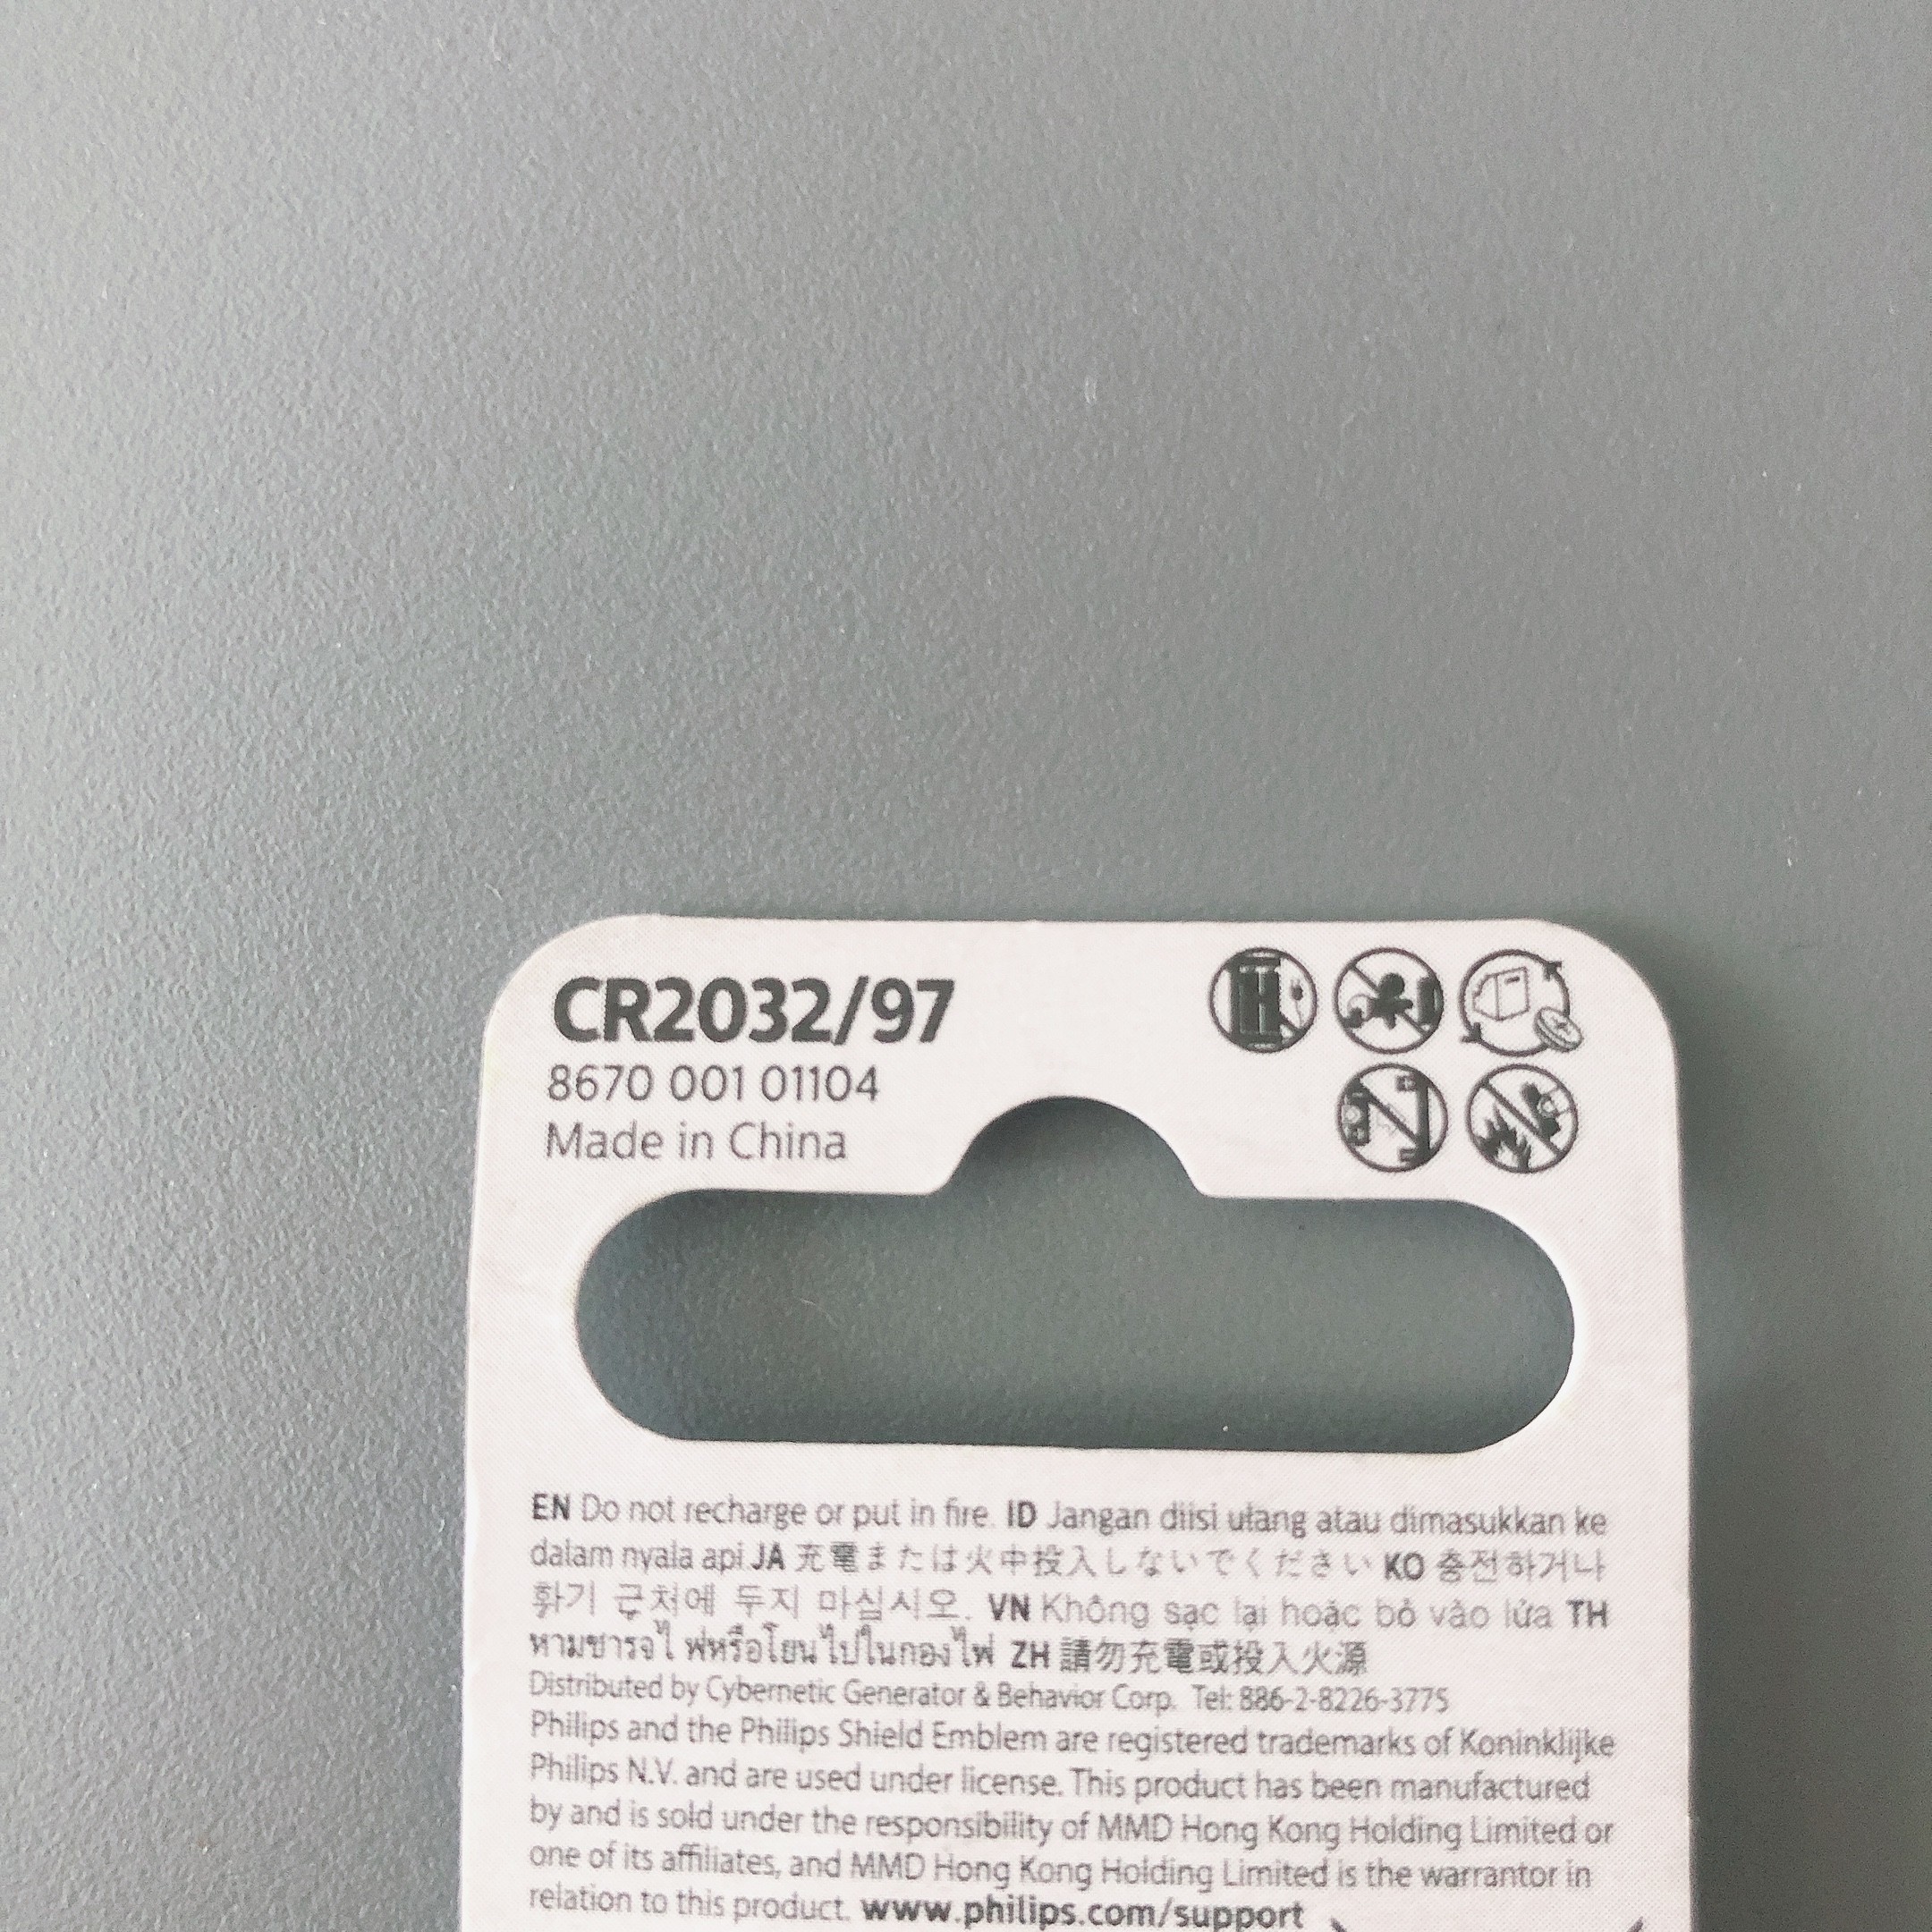 CR2032/97
8670 001 01104
Made in China
EN Do not recharge or put in fire. ID Jangan diisi ulang atau dimasukkan ke
dalam nyala api.JA 充電または火中投入しないでください KO 충전하거나
화기 근처에 두지 마십시오. VN Không sạc lại hoặc bỏ vào lửa TH
หามชารจไ ฟหรือโยนไปในกองไฟ ZH 請勿充電或投入火源
Distributed by Cybernetic Generator & Behavior Corp. Tel: 886-2-8226-3775
Philips and the Philips Shield Emblem are registered trademarks of Koninklijke
Philips N.V. and are used under license. This product has been manufactured
by and is sold under the responsibility of MMD Hong Kong Holding Limited or
one of its affiliates, and MMD Hong Kong Holding Limited is the warrantor in
relation to this product. www.philips.com/support